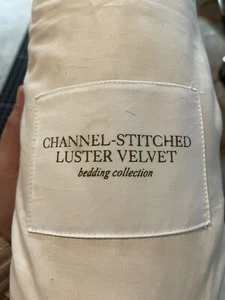 CHANNEL-STITCHED
LUSTER VELVET
bedding collection